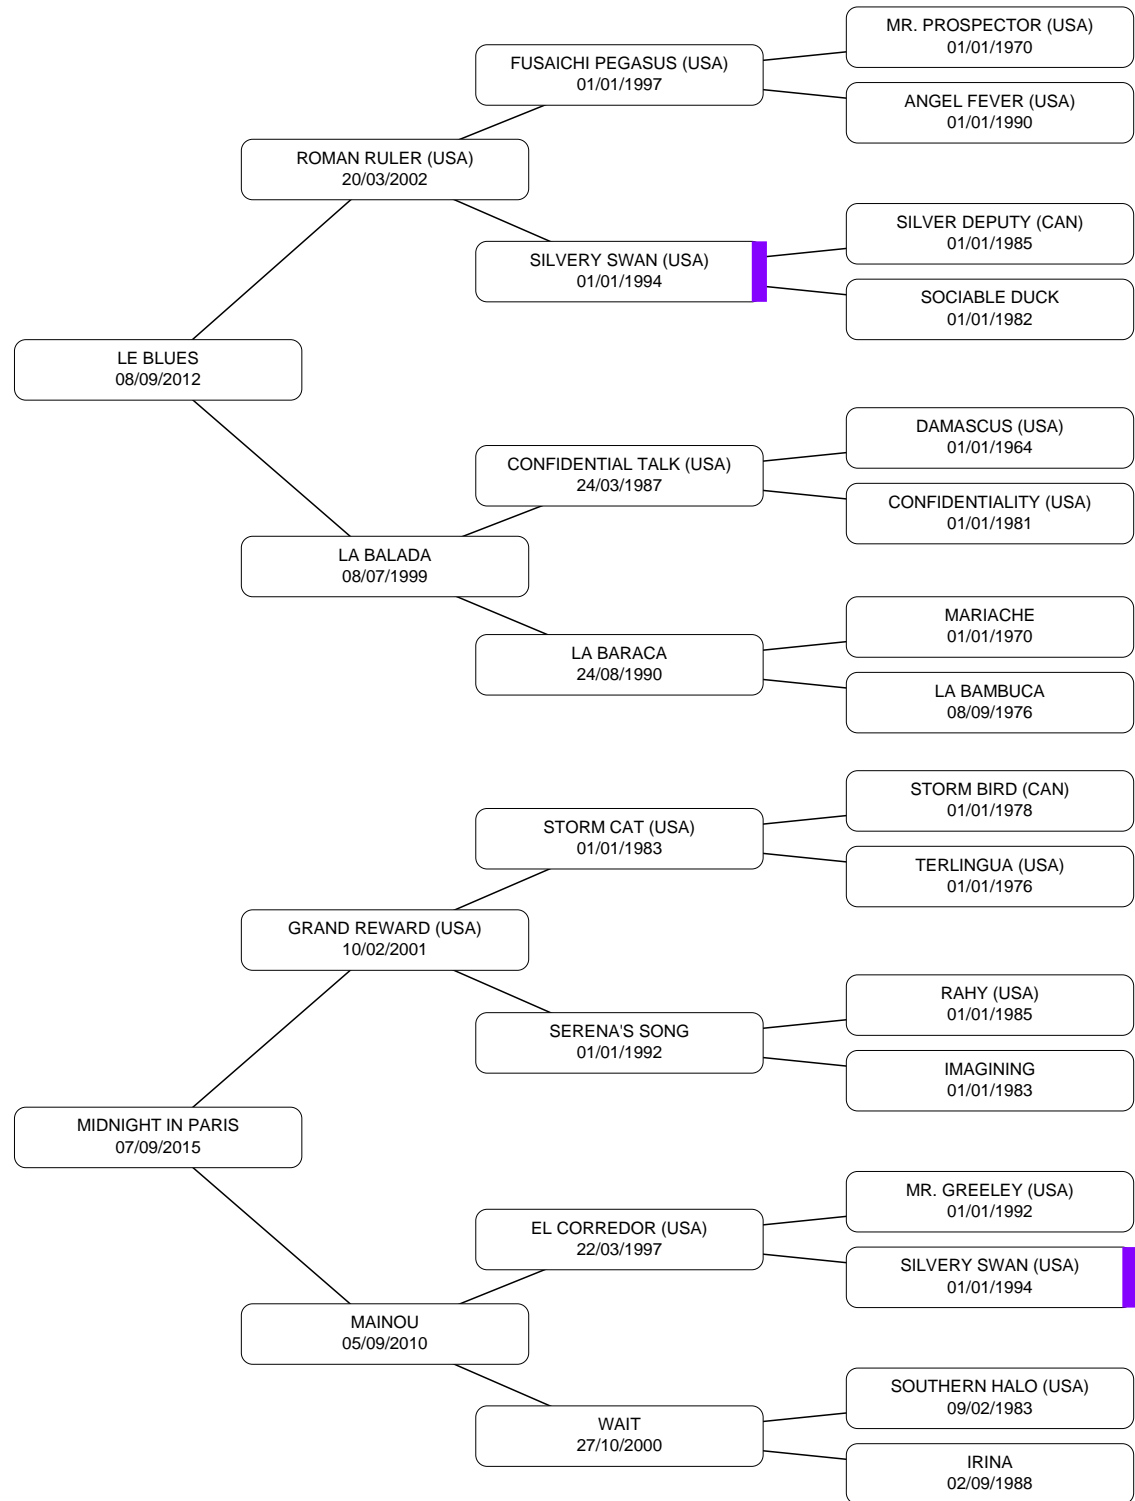 MR. PROSPECTOR (USA)
01/01/1970
FUSAICHI PEGASUS (USA)
01/01/1997
ANGEL FEVER (USA)
01/01/1990
ROMAN RULER (USA)
20/03/2002
SILVER DEPUTY (CAN)
01/01/1985
SILVERY SWAN (USA)
01/01/1994
SOCIABLE DUCK
01/01/1982
LE BLUES
08/09/2012
DAMASCUS (USA)
01/01/1964
CONFIDENTIAL TALK (USA)
24/03/1987
CONFIDENTIALITY (USA)
01/01/1981
LA BALADA
08/07/1999
MARIACHE
01/01/1970
LA BARACA
24/08/1990
LA BAMBUCA
08/09/1976
STORM BIRD (CAN)
01/01/1978
STORM CAT (USA)
01/01/1983
TERLINGUA (USA)
01/01/1976
GRAND REWARD (USA)
10/02/2001
RAHY (USA)
01/01/1985
SERENA'S SONG
01/01/1992
IMAGINING
01/01/1983
MIDNIGHT IN PARIS
07/09/2015
MR. GREELEY (USA)
01/01/1992
EL CORREDOR (USA)
22/03/1997
SILVERY SWAN (USA)
01/01/1994
MAINOU
05/09/2010
SOUTHERN HALO (USA)
09/02/1983
WAIT
27/10/2000
IRINA
02/09/1988